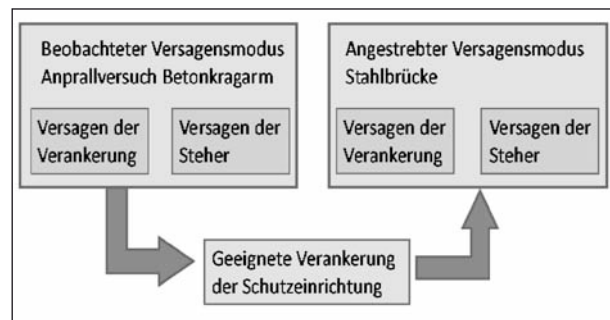 Beobachteter Versagensmodus
Anprallversuch Betonkragarm
Versagen der
Verankerung
Versagen der
Steher
Angestrebter Versagensmodus
Stahlbrücke
Versagen der
Verankerung
Versagen der
Steher
Geeignete Verankerung
der Schutzeinrichtung